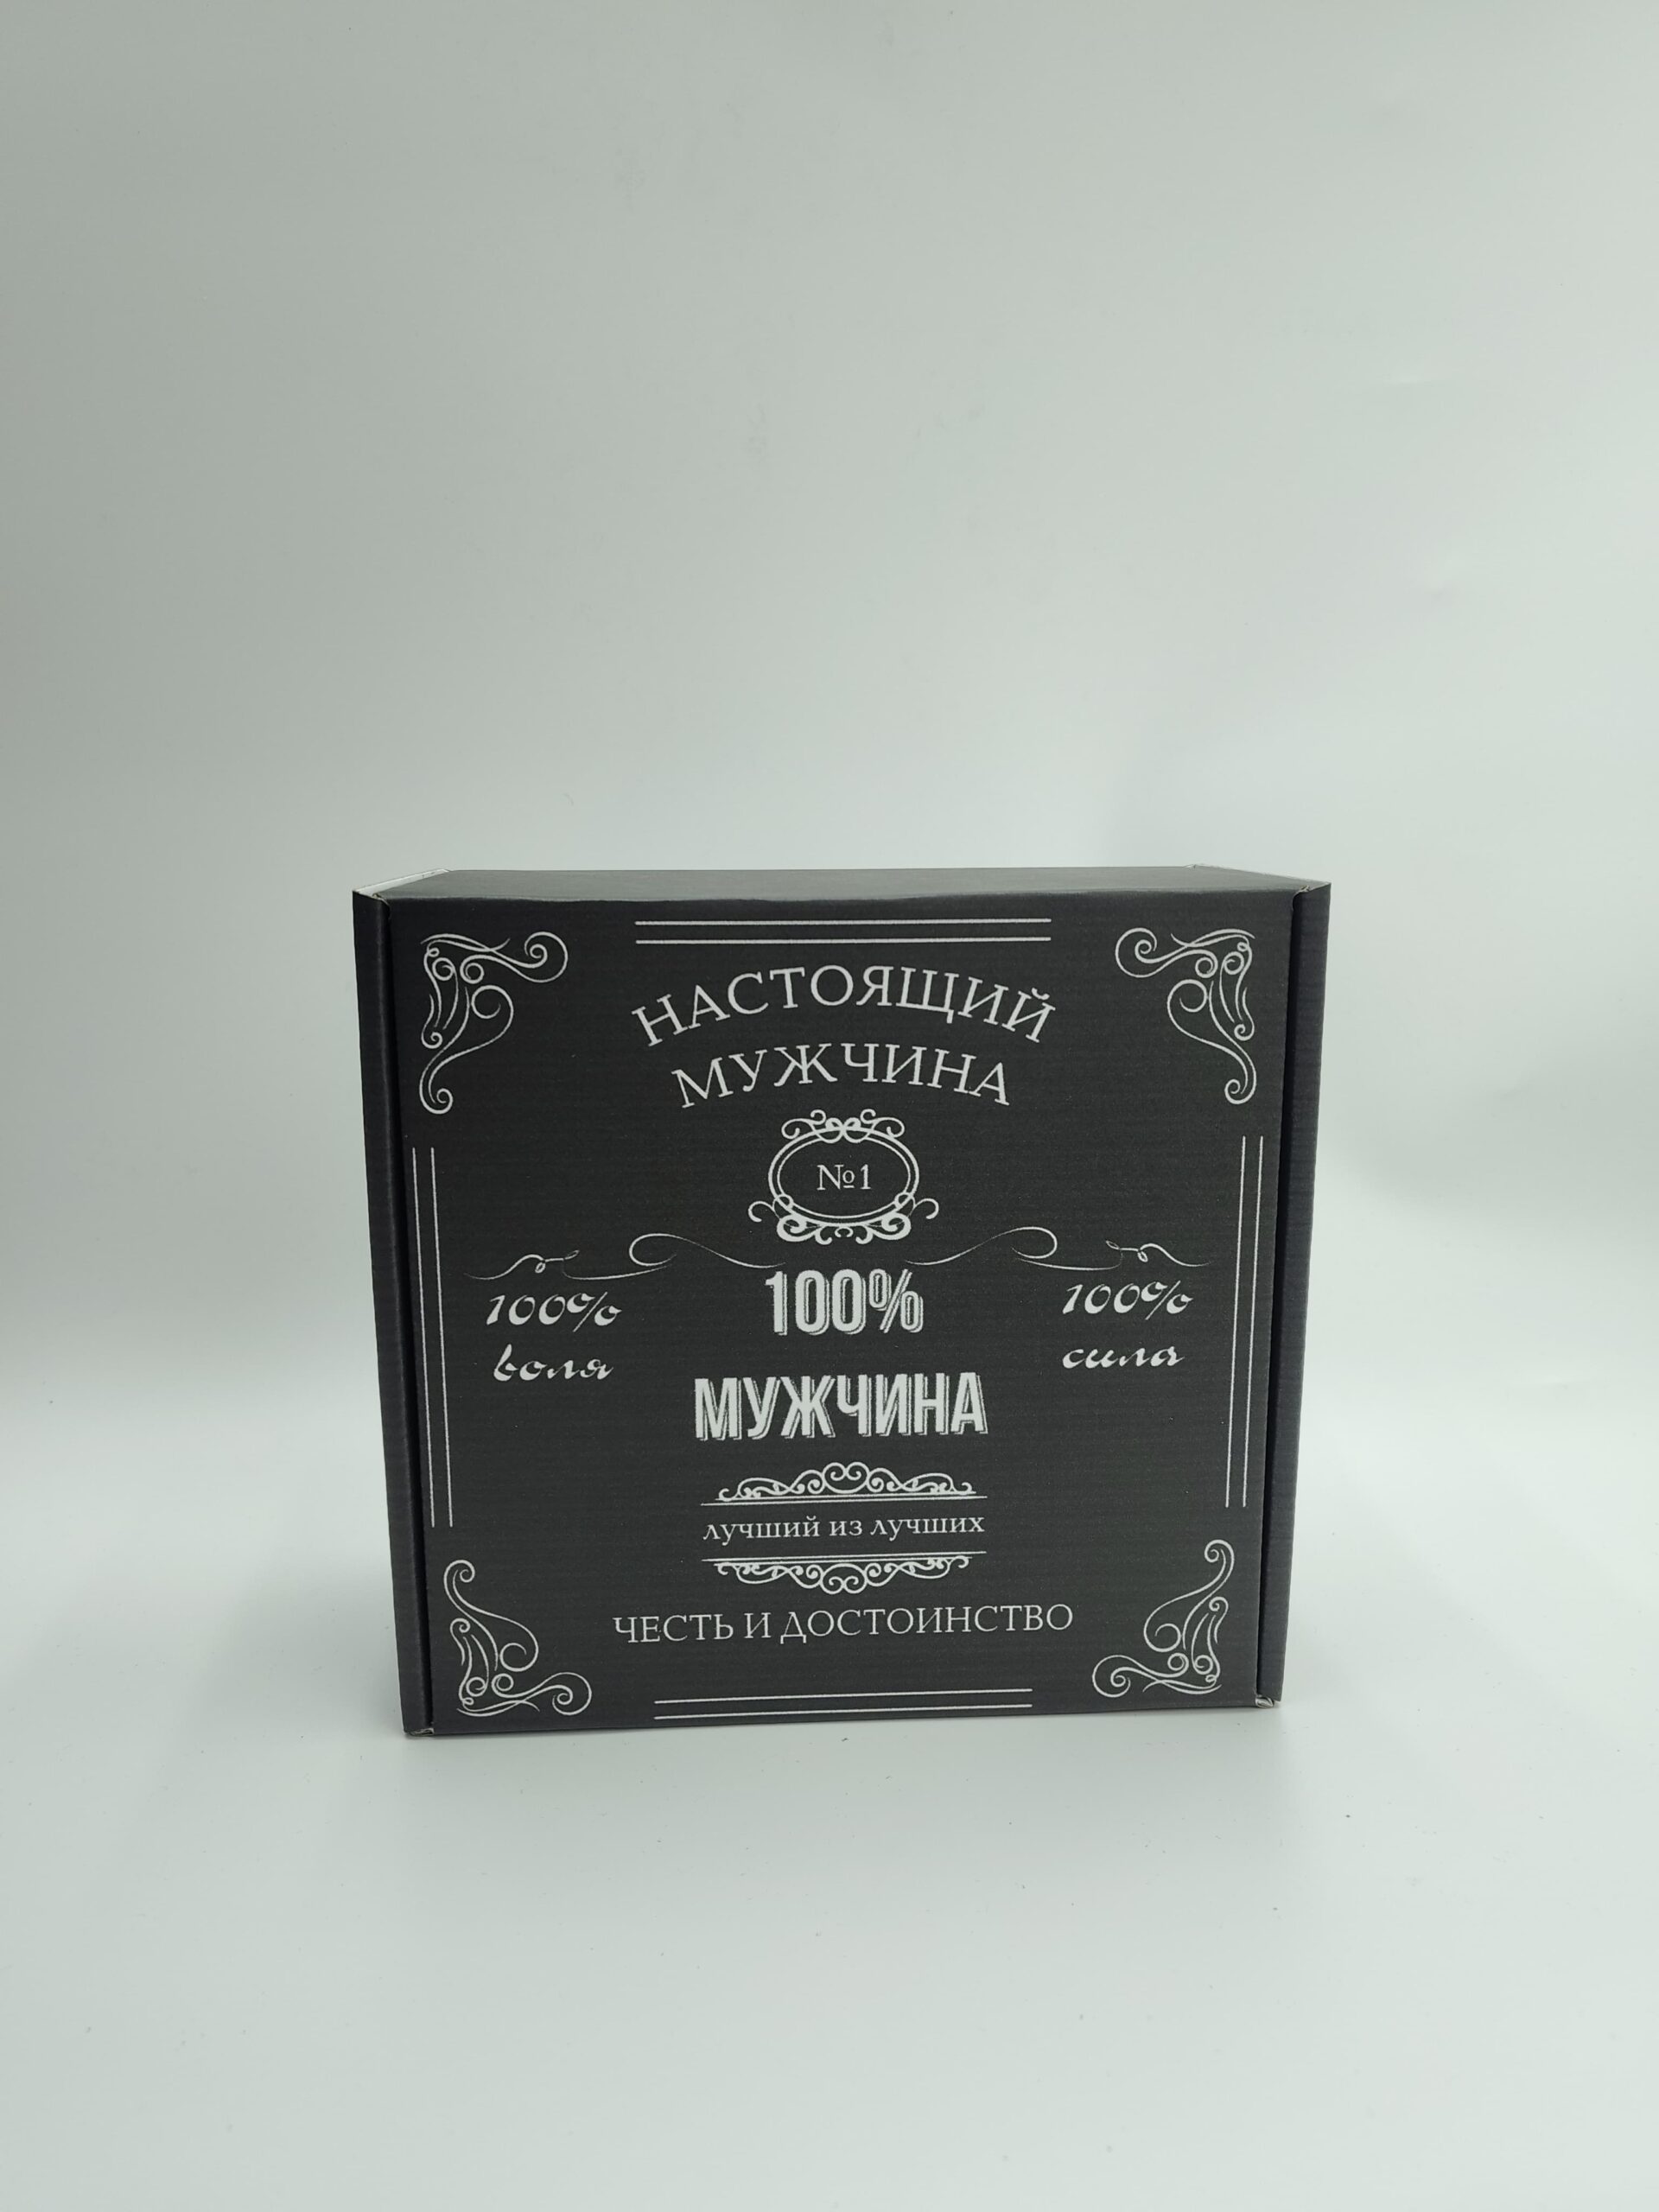 НАСТОЯЩИЙ
МУЖЧИНА
№1
100%
воля
100%
МУЖЧИНА
100%
сила
лучший из лучших
ЧЕСТЬ И ДОСТОИНСТВО